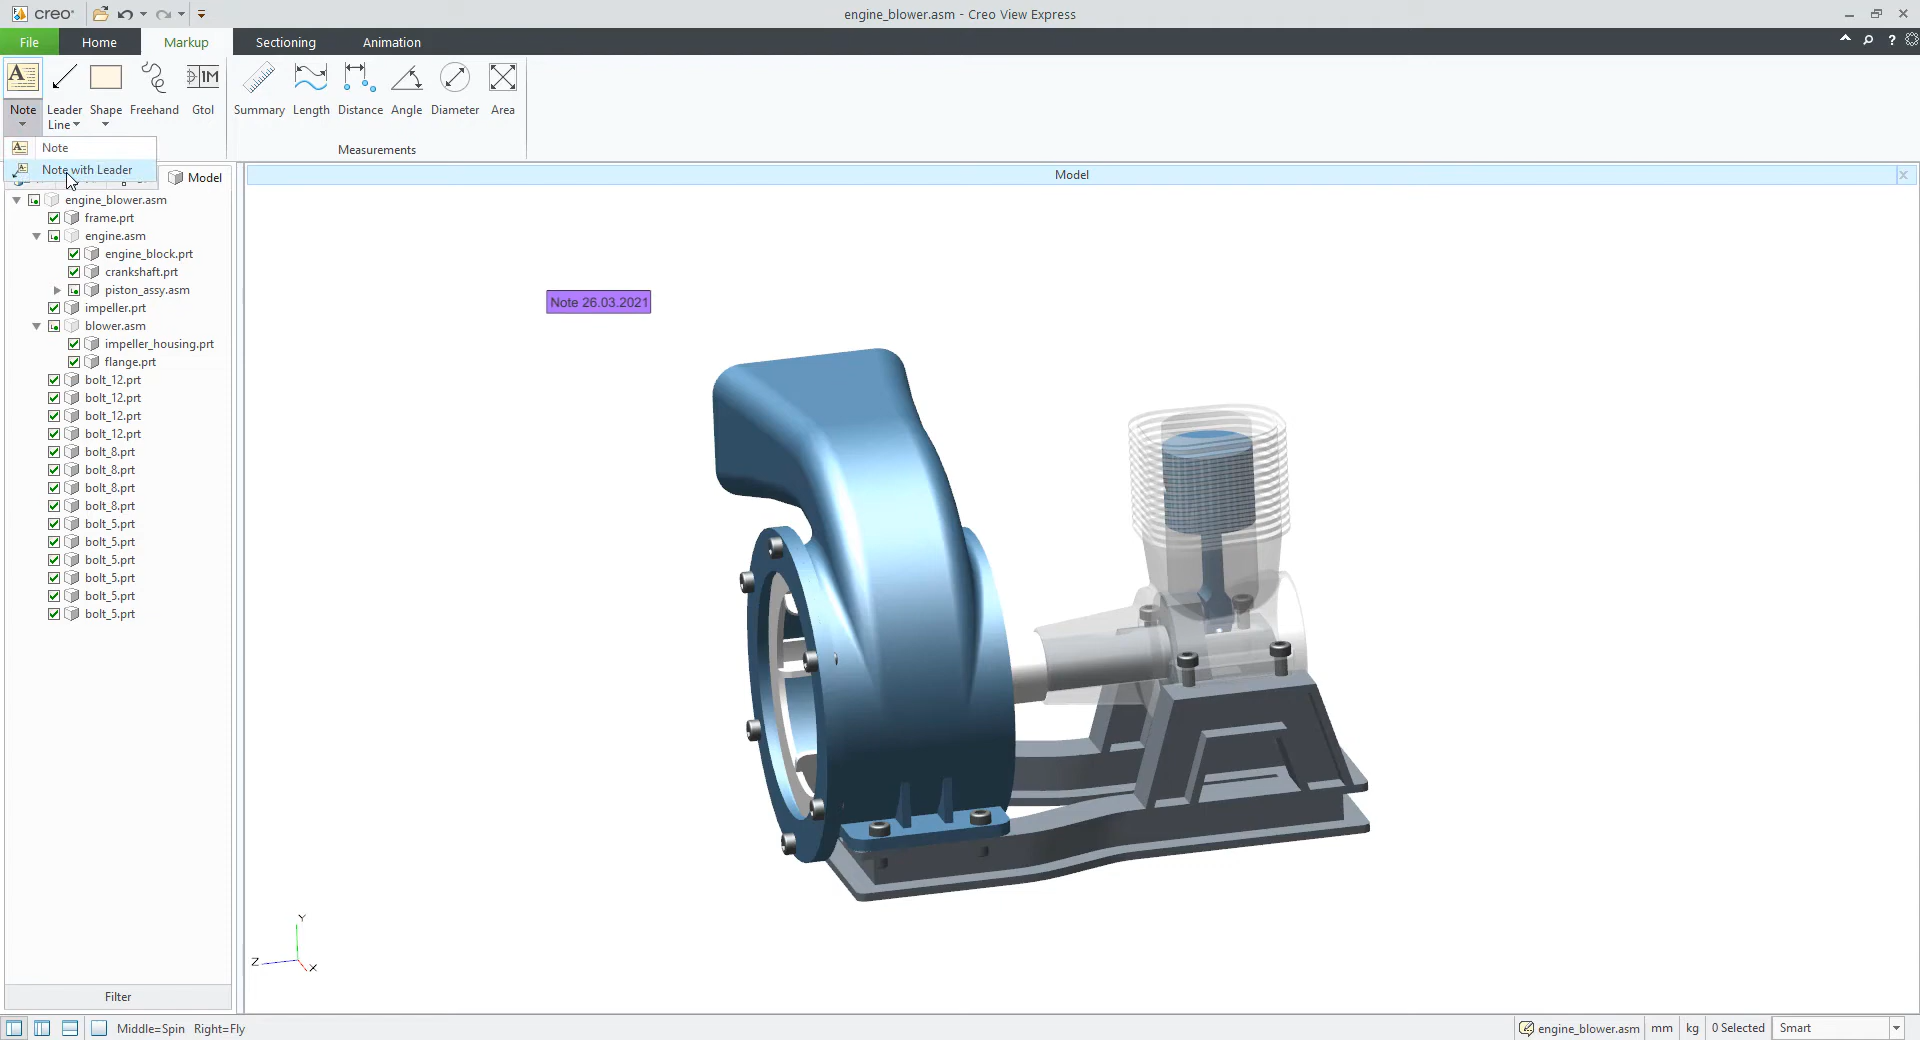 creo
engine_blower.asm - Creo View Express
File
Home
Markup
Sectioning
Animation
Note
Leader
Line
Shape
Freehand
Gtol
Summary
Length
Distance
Angle
Diameter
Area
Measurements
Note
Note with Leader
Model
Model
engine_blower.asm
frame.prt
engine.asm
engine_block.prt
crankshaft.prt
piston_assy.asm
impeller.prt
blower.asm
impeller_housing.prt
flange.prt
bolt_12.prt
bolt_12.prt
bolt_12.prt
bolt_12.prt
bolt_8.prt
bolt_8.prt
bolt_8.prt
bolt_8.prt
bolt_5.prt
bolt_5.prt
bolt_5.prt
bolt_5.prt
bolt_5.prt
bolt_5.prt
Note 26.03.2021
Y
Z
X
Filter
Middle=Spin Right=Fly
engine_blower.asm
mm
kg
0 Selected
Smart